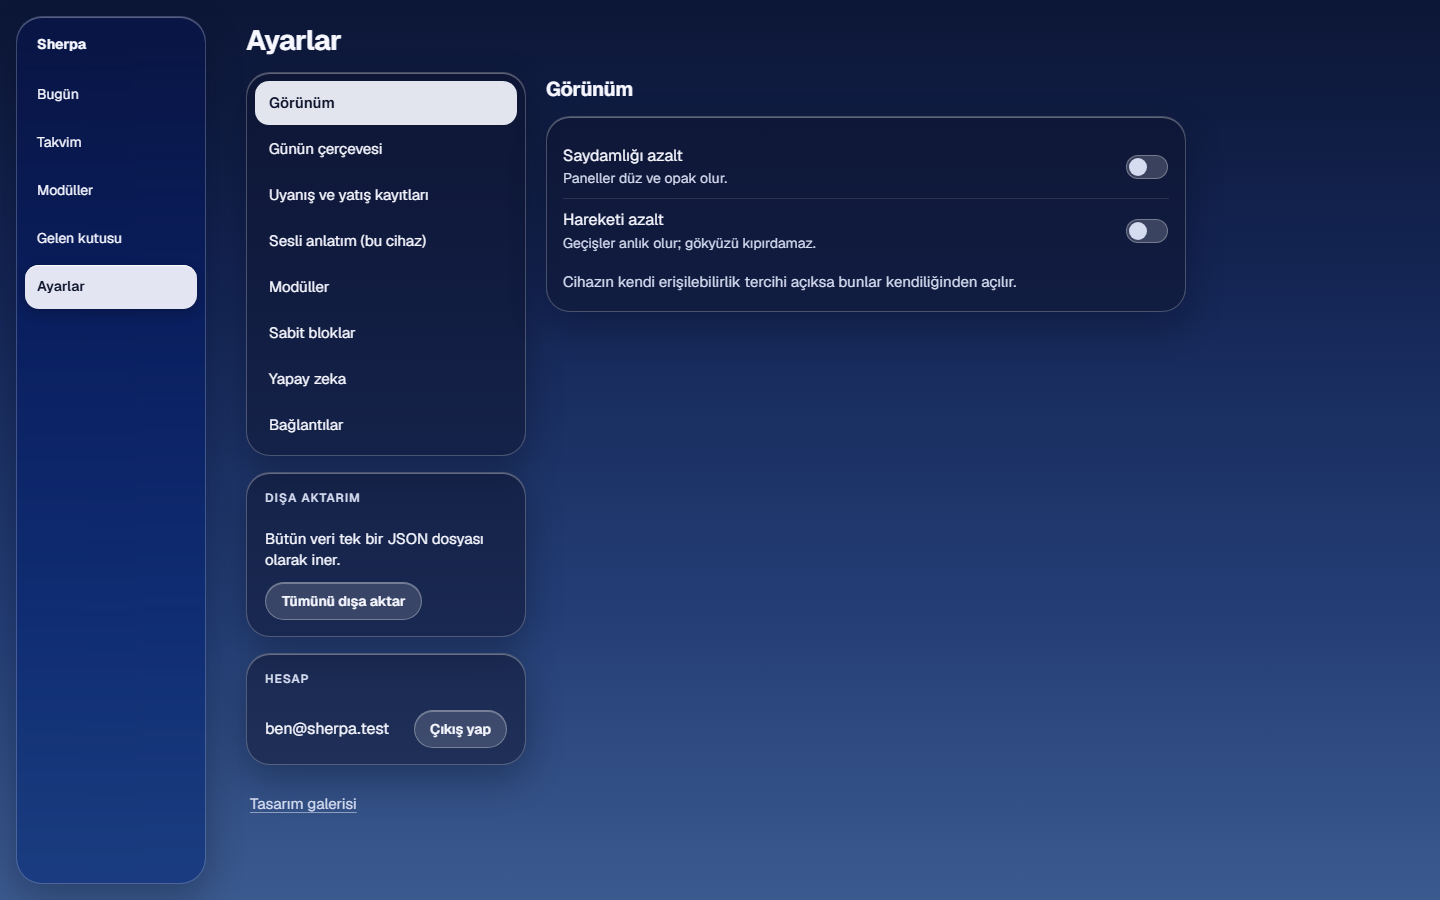 Sherpa
Bugün
Takvim
Modüller
Gelen kutusu
Ayarlar
Ayarlar
Görünüm
Günün çerçevesi
Uyanış ve yatış kayıtları
Sesli anlatım (bu cihaz)
Modüller
Sabit bloklar
Yapay zeka
Bağlantılar
DIŞA AKTARIM
Bütün veri tek bir JSON dosyası
olarak iner.
Tümünü dışa aktar
HESAP
ben@sherpa.test
Çıkış yap
Tasarım galerisi
Görünüm
Saydamlığı azalt
Paneller düz ve opak olur.
Hareketi azalt
Geçişler anlık olur; gökyüzü kıpırdamaz.
Cihazın kendi erişilebilirlik tercihi açıksa bunlar kendiliğinden açılır.